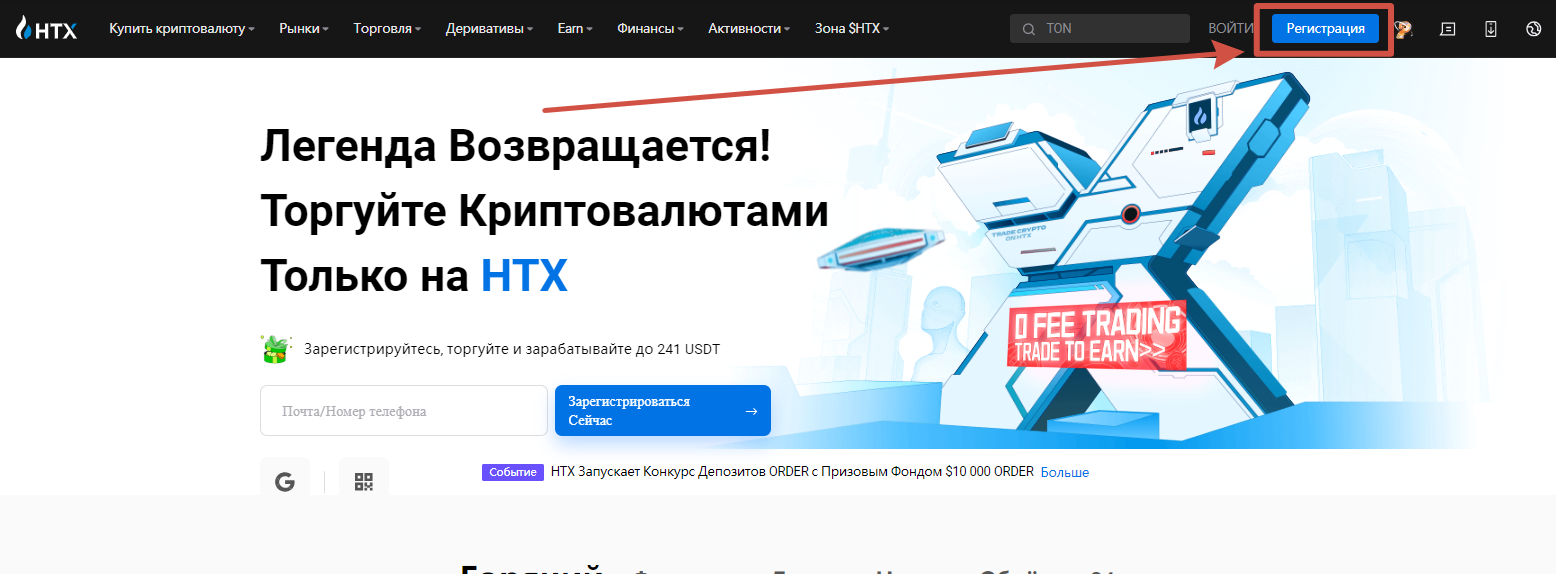 HTX
Купить криптовалюту
Рынки
Торговля
Деривативы
Earn
Финансы
Активности
Зона $HTX
TON
ВОЙТИ
Регистрация
Легенда Возвращается!
Торгуйте Криптовалютами
Только на HTX
TRADE CRYPTO
ON HTX
0 FEE TRADING
TRADE TO EARN>>
Зарегистрируйтесь, торгуйте и зарабатывайте до 241 USDT
Почта/Номер телефона
Зарегистрироваться
Сейчас
Событие
HTX Запускает Конкурс Депозитов ORDER с Призовым Фондом $10 000 ORDER
Больше